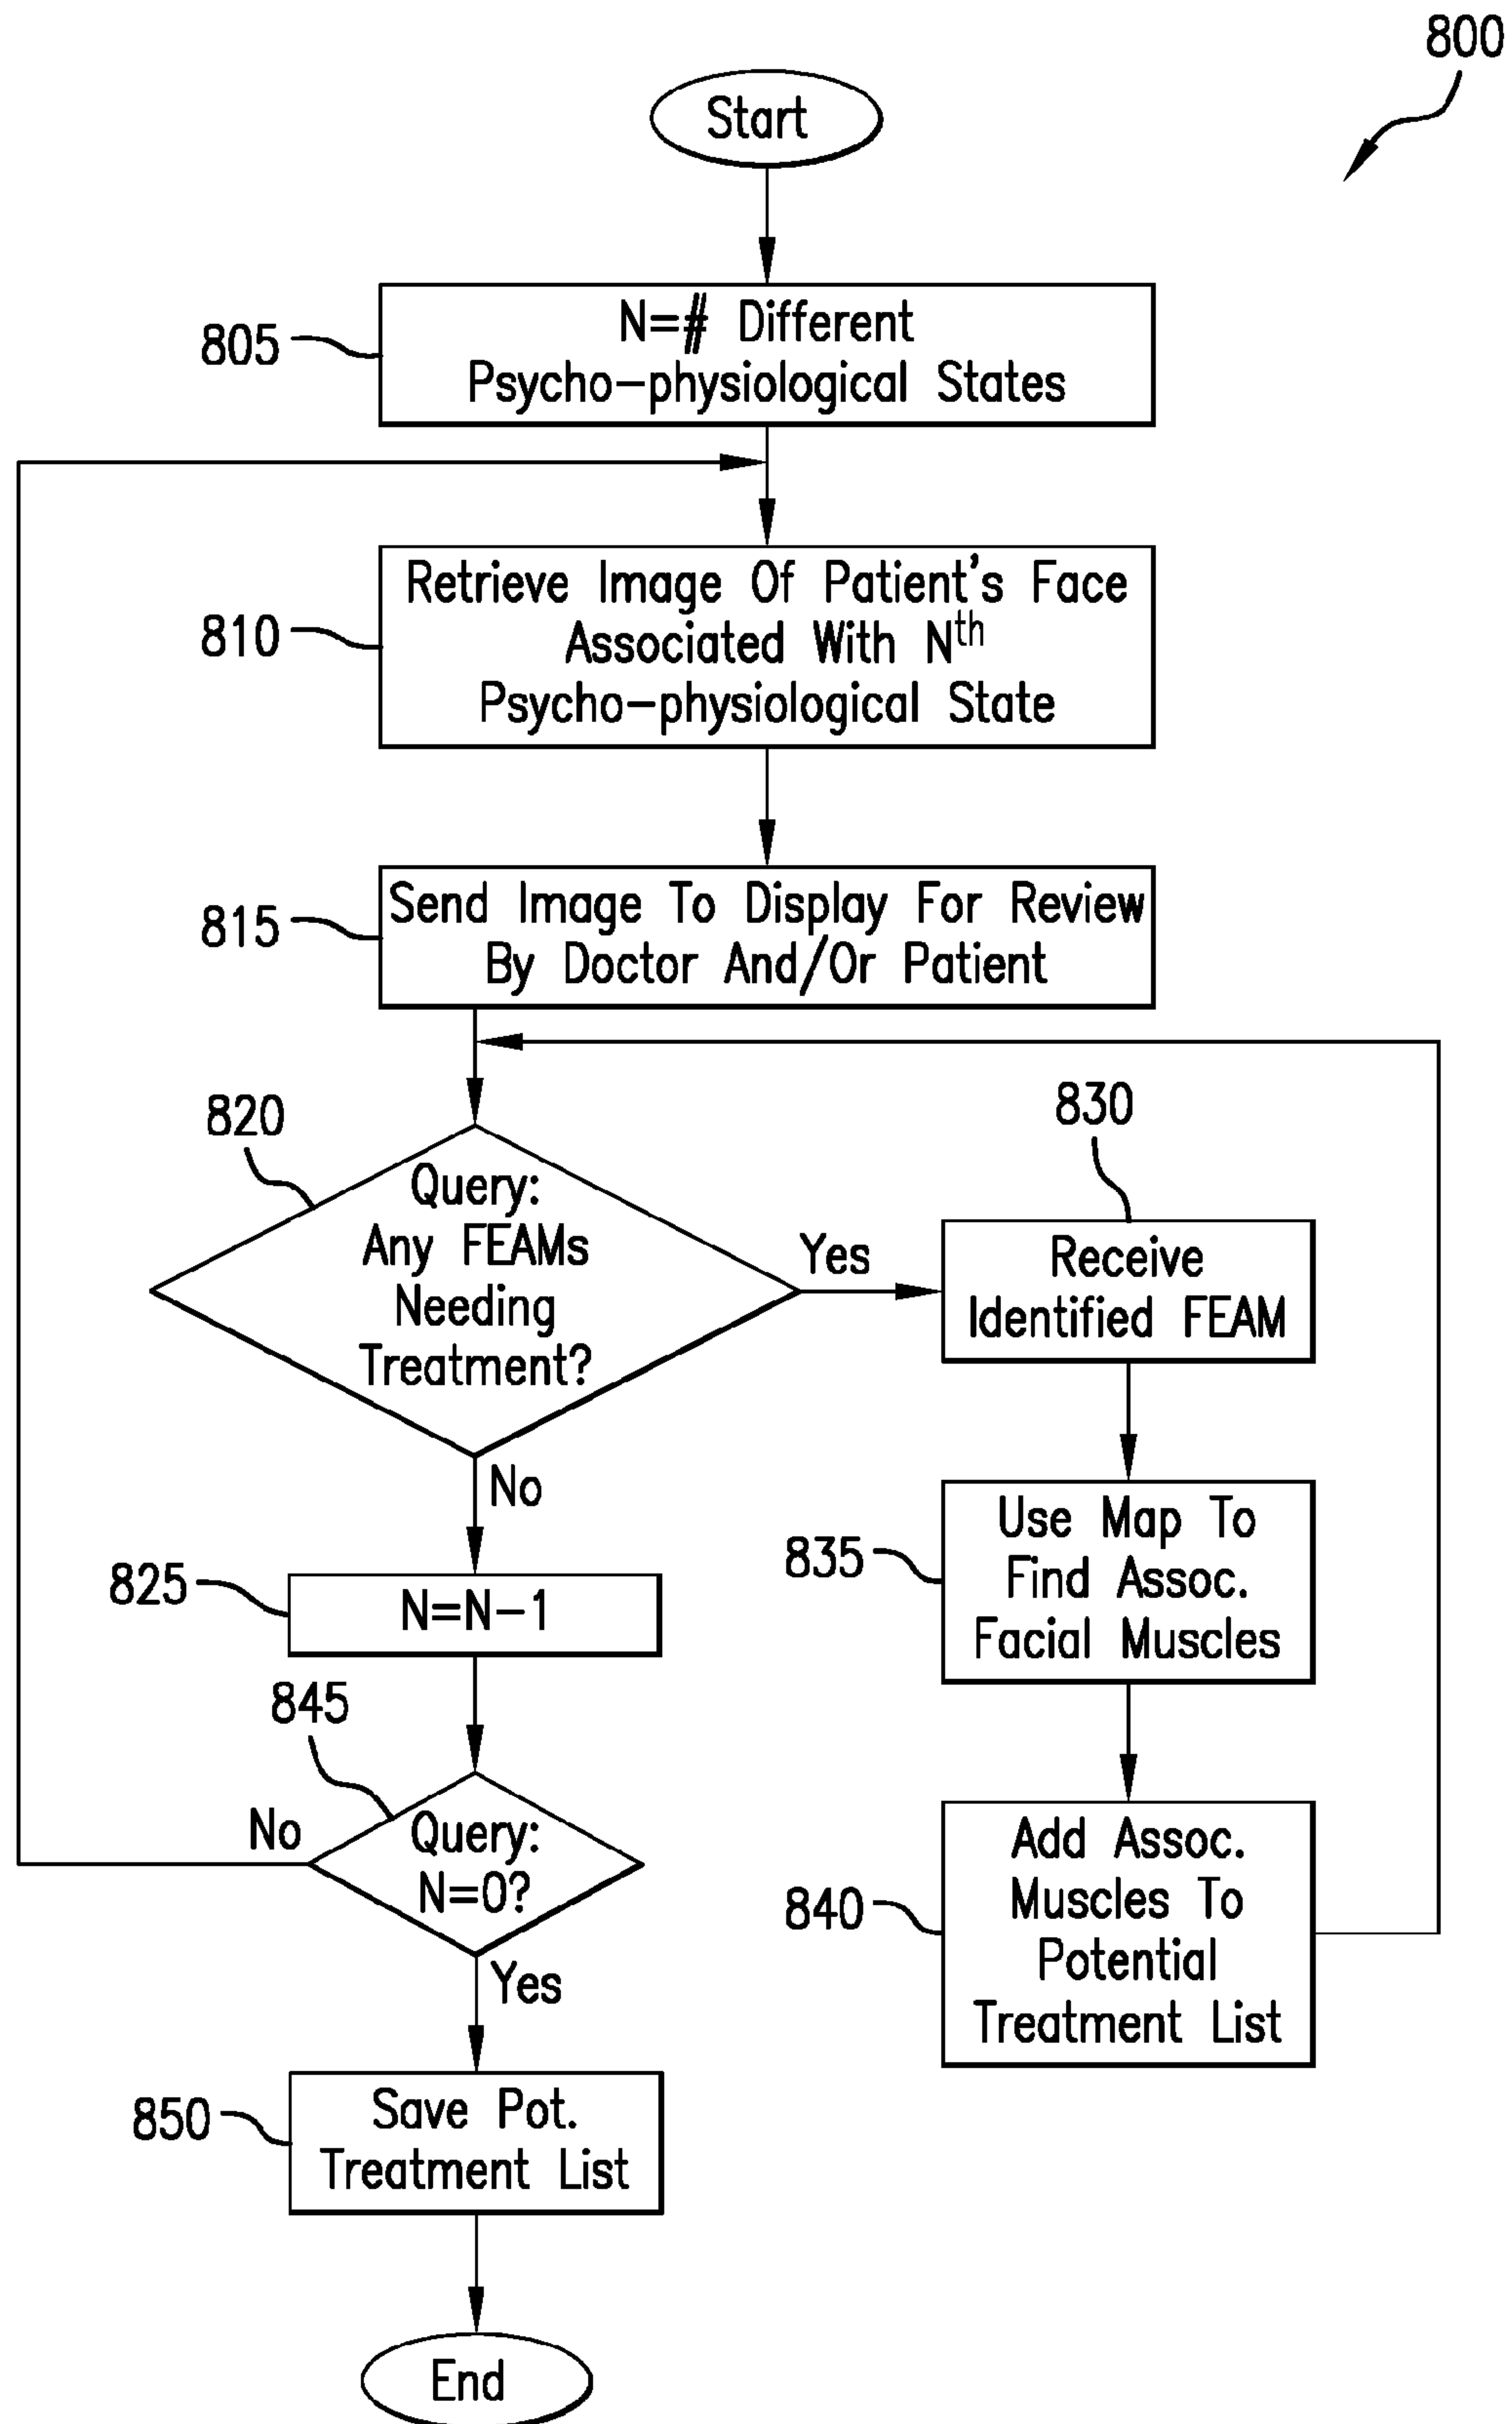 800
Start
805
N=# Different
Psycho-physiological States
810
Retrieve Image Of Patient's Face
Associated With Nth
Psycho-physiological State
815
Send Image To Display For Review
By Doctor And/Or Patient
820
Query:
Any FEAMs
Needing
Treatment?
Yes
No
830
Receive
Identified FEAM
835
Use Map To
Find Assoc.
Facial Muscles
840
Add Assoc.
Muscles To
Potential
Treatment List
825
N=N-1
845
Query:
N=0?
No
Yes
850
Save Pot.
Treatment List
End